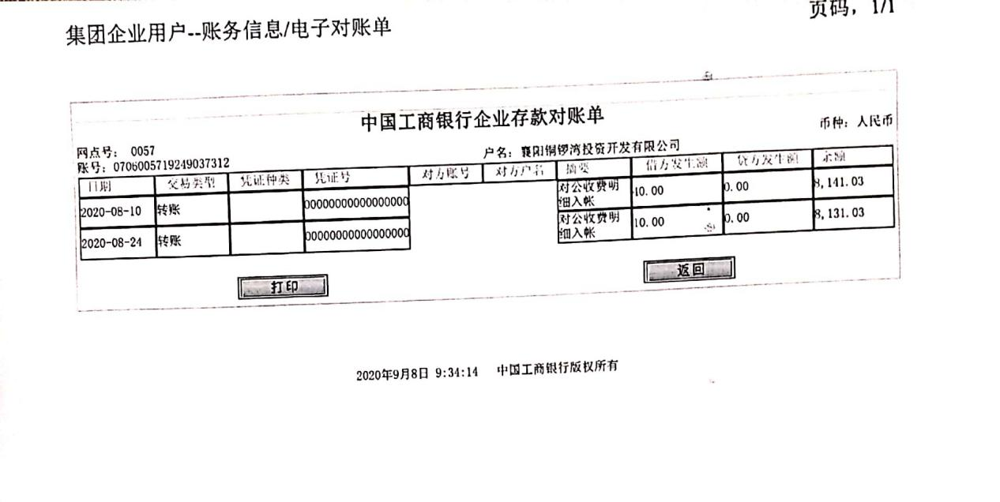 页码，1/1
集团企业用户--账务信息/电子对账单
中国工商银行企业存款对账单
币种：人民币
网点号： 0057
户名：襄阳铜锣湾投资开发有限公司
账号：0706005719249037312
日期 交易类型 凭证种类 凭证号 对方账号 对方户名 摘要 借方发生额 贷方发生额 余额
2020-08-10 转账 00000000000000000 对公收费明 10.00 0.00 8,141.03
细入帐
2020-08-24 转账 00000000000000000 对公收费明 10.00 0.00 8,131.03
细入帐
打印 返回
2020年9月8日 9:34:14 中国工商银行版权所有